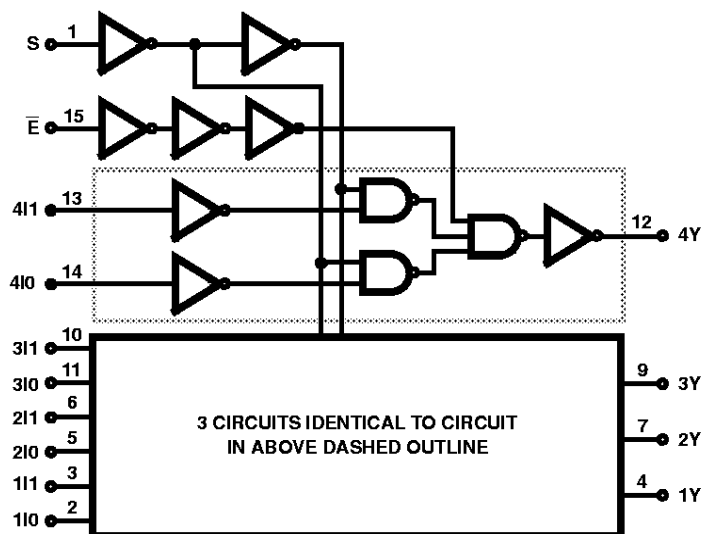 S 1
E̅ 15
4I1 13
12 4Y
4I0 14
3I1 10
3I0 11
9 3Y
2I1 6
3 CIRCUITS IDENTICAL TO CIRCUIT
IN ABOVE DASHED OUTLINE
7 2Y
2I0 5
1I1 3
4 1Y
1I0 2